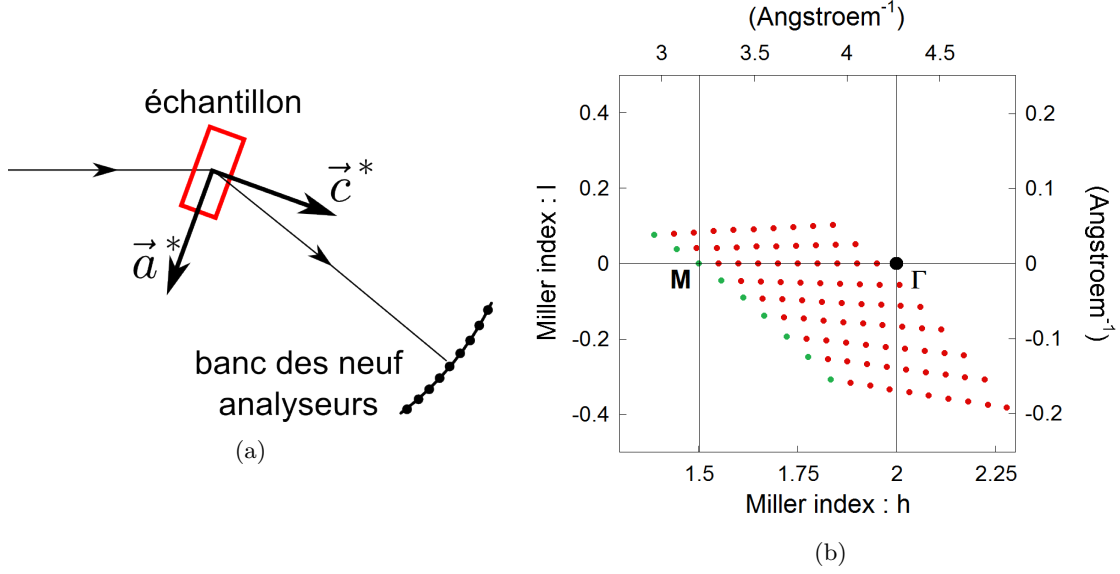 échantillon
c⃗*
a⃗*
banc des neuf
analyseurs
(a)
(Angstroem⁻¹)
3 3.5 4 4.5
0.4
0.2
0
-0.2
-0.4
Miller index : l
M
Γ
0.2
0.1
0
-0.1
-0.2
(Angstroem⁻¹)
1.5 1.75 2 2.25
Miller index : h
(b)